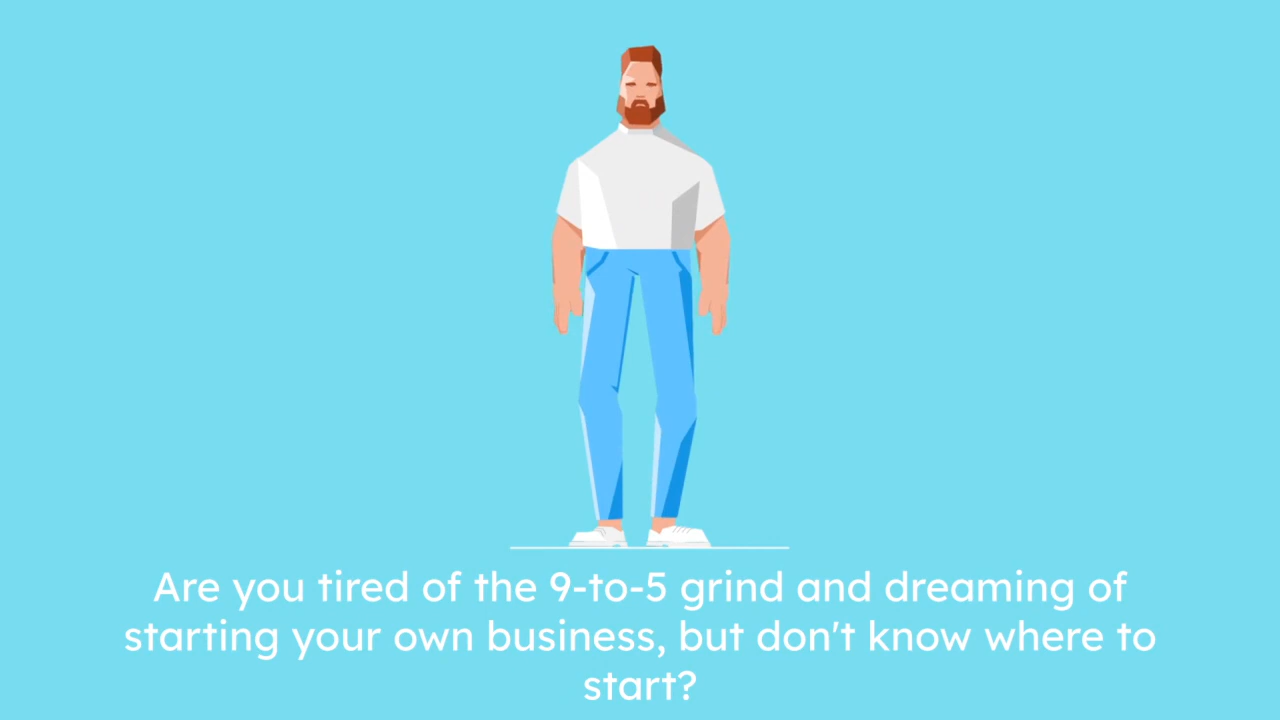 Are you tired of the 9-to-5 grind and dreaming of
starting your own business, but don't know where to
start?